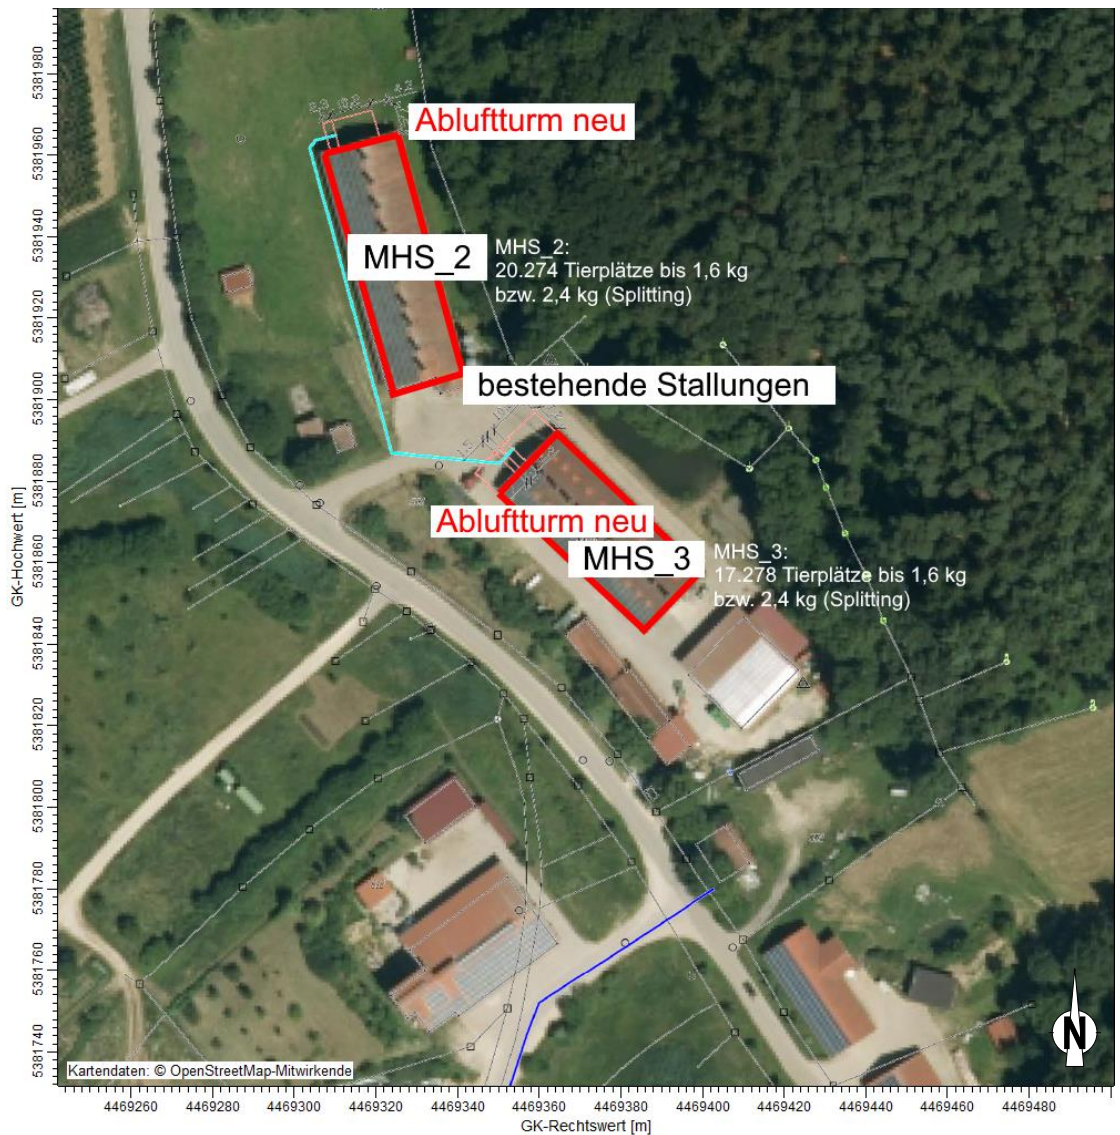 Abluftturm neu
MHS_2
MHS_2:
20.274 Tierplätze bis 1,6 kg
bzw. 2,4 kg (Splitting)
bestehende Stallungen
Abluftturm neu
MHS_3
MHS_3:
17.278 Tierplätze bis 1,6 kg
bzw. 2,4 kg (Splitting)
N
Kartendaten: © OpenStreetMap-Mitwirkende
GK-Hochwert [m]
5381980
5381960
5381940
5381920
5381900
5381880
5381860
5381840
5381820
5381800
5381780
5381760
5381740
4469260
4469280
4469300
4469320
4469340
4469360
4469380
4469400
4469420
4469440
4469460
4469480
GK-Rechtswert [m]